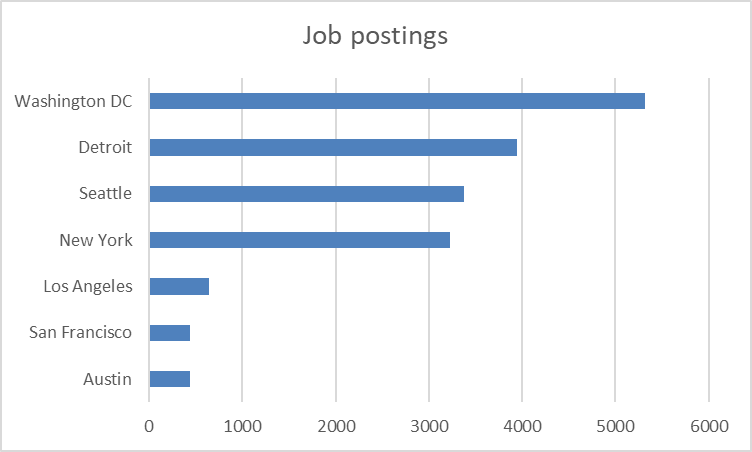 Job postings
Washington DC
Detroit
Seattle
New York
Los Angeles
San Francisco
Austin
0 1000 2000 3000 4000 5000 6000